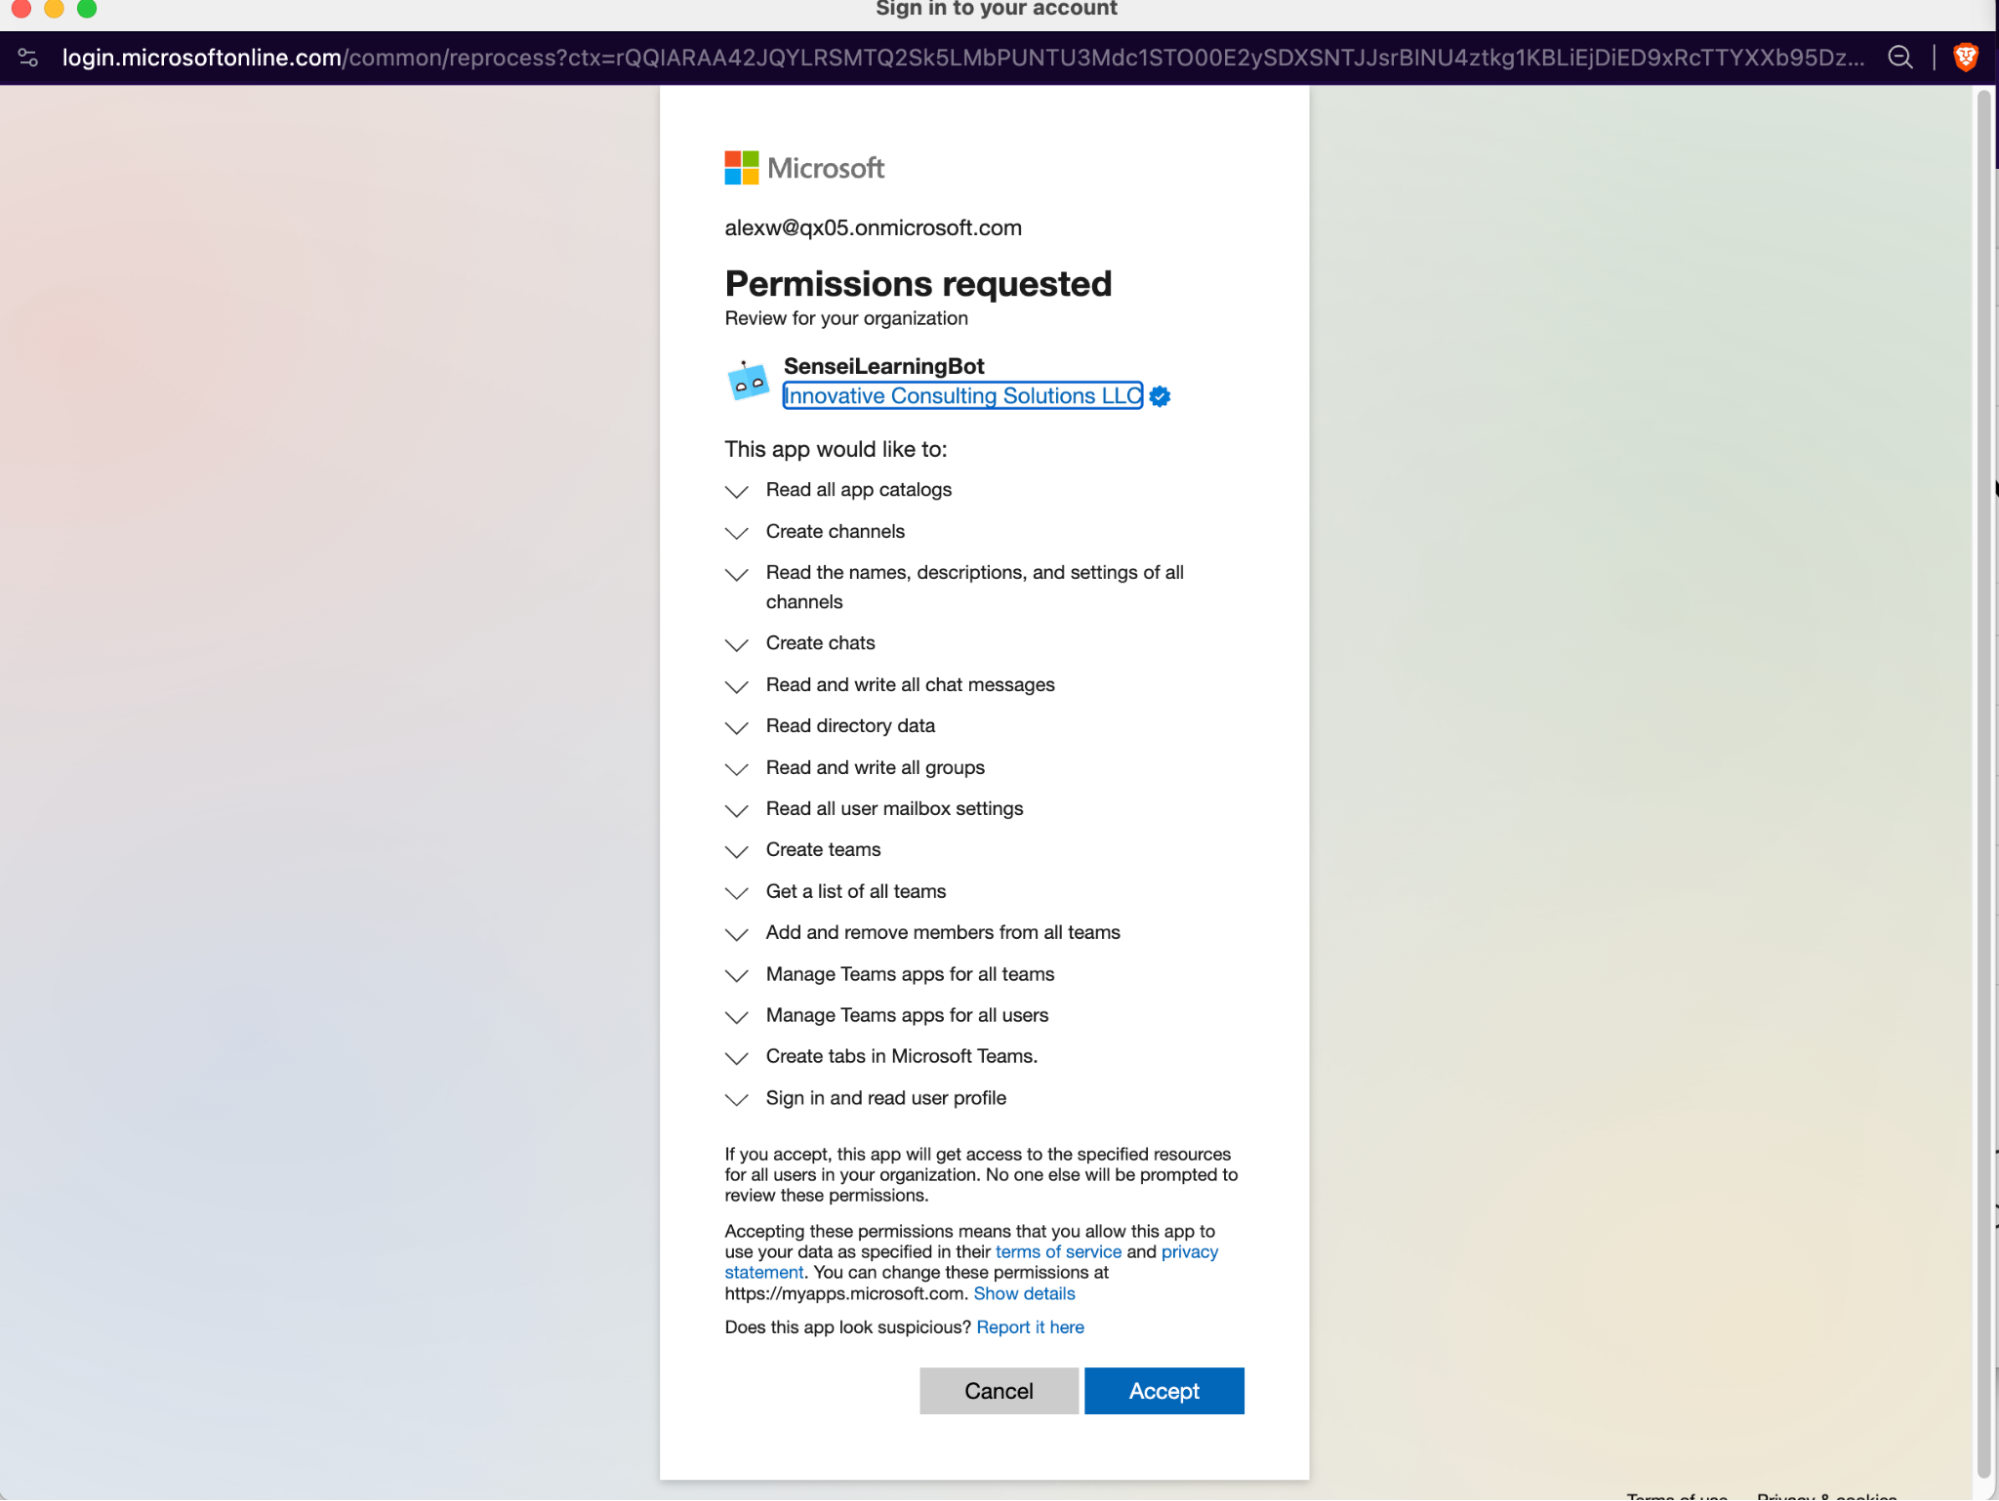 Sign in to your account
login.microsoftonline.com/common/reprocess?ctx=rQQIARAA42JQYLRSMTQ2Sk5LMbPUNTU3Mdc1STO00E2ySDXSNTJJsrBINU4ztkg1KBLiEjDiED9xRcTTYXXb95Dz...
Microsoft
alexw@qx05.onmicrosoft.com
Permissions requested
Review for your organization
SenseiLearningBot
Innovative Consulting Solutions LLC
This app would like to:
Read all app catalogs
Create channels
Read the names, descriptions, and settings of all
channels
Create chats
Read and write all chat messages
Read directory data
Read and write all groups
Read all user mailbox settings
Create teams
Get a list of all teams
Add and remove members from all teams
Manage Teams apps for all teams
Manage Teams apps for all users
Create tabs in Microsoft Teams.
Sign in and read user profile
If you accept, this app will get access to the specified resources
for all users in your organization. No one else will be prompted to
review these permissions.
Accepting these permissions means that you allow this app to
use your data as specified in their terms of service and privacy
statement. You can change these permissions at
https://myapps.microsoft.com. Show details
Does this app look suspicious? Report it here
Cancel Accept
Terms of use Privacy & cookies